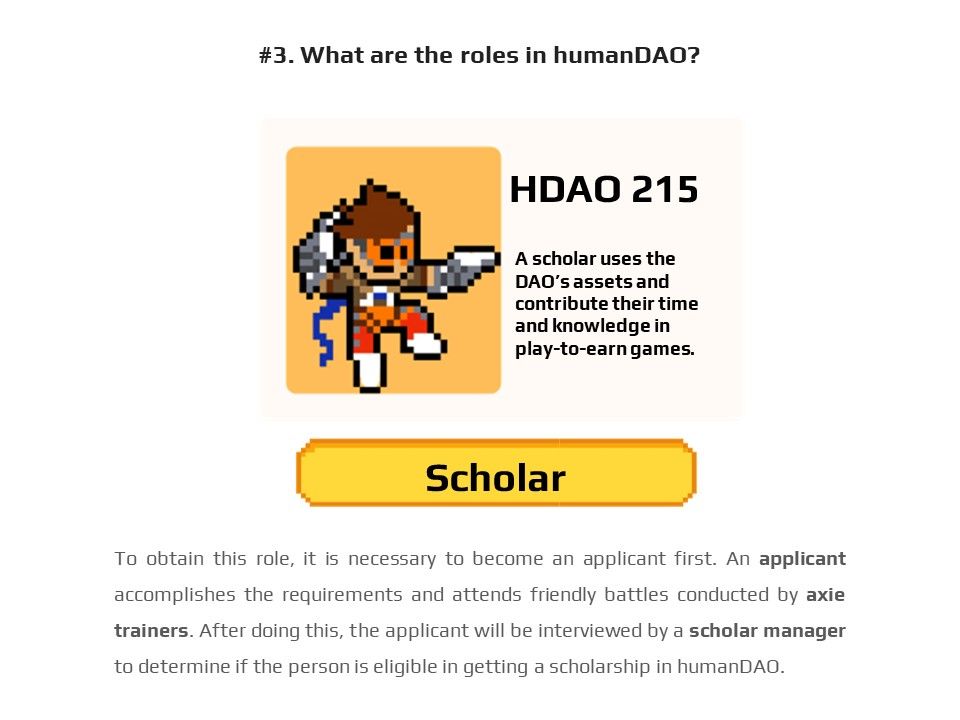 #3. What are the roles in humanDAO?
HDAO 215
A scholar uses the
DAO's assets and
contribute their time
and knowledge in
play-to-earn games.
Scholar
To obtain this role, it is necessary to become an applicant first. An applicant
accomplishes the requirements and attends friendly battles conducted by axie
trainers. After doing this, the applicant will be interviewed by a scholar manager
to determine if the person is eligible in getting a scholarship in humanDAO.